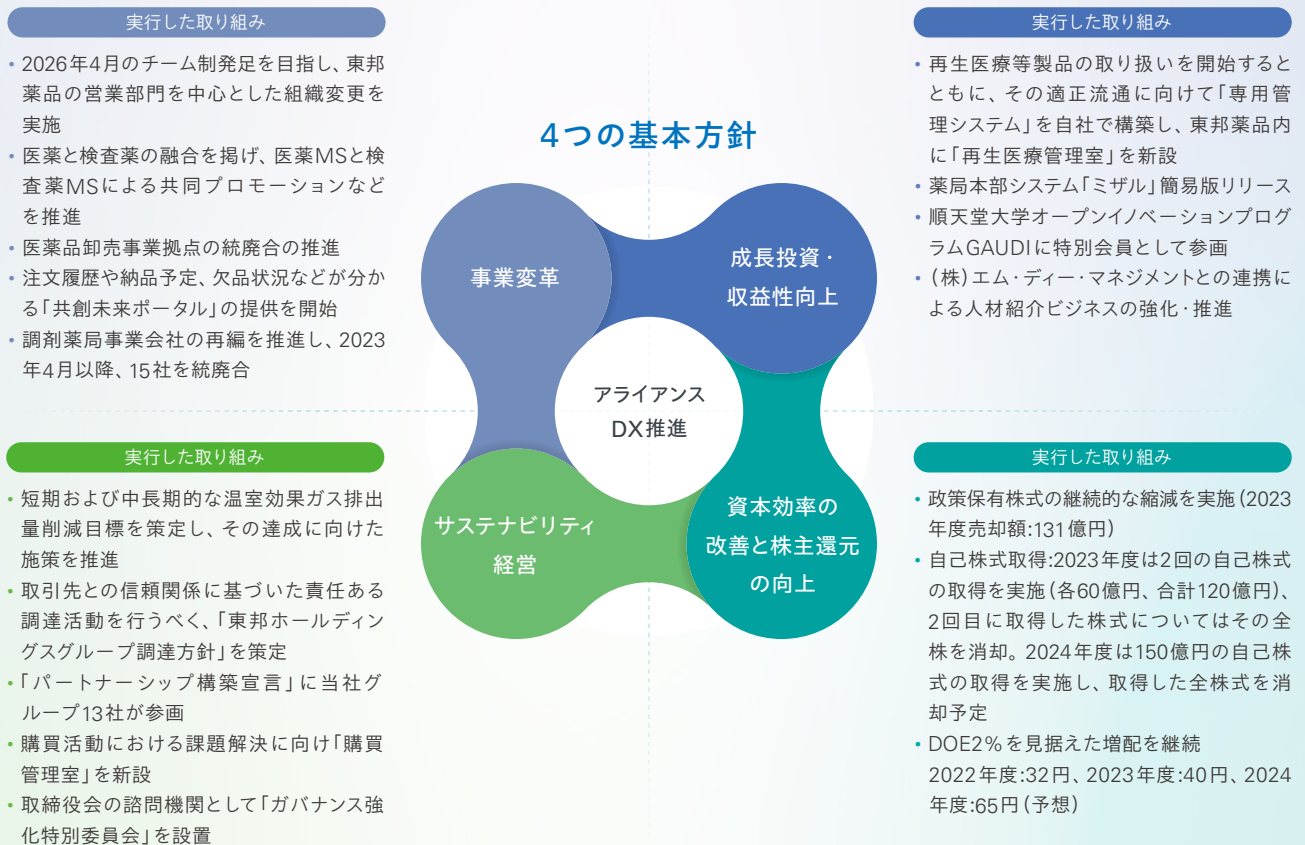 実行した取り組み
・2026年4月のチーム制発足を目指し、東邦
薬品の営業部門を中心とした組織変更を
実施
・医薬と検査薬の融合を掲げ、医薬MSと検
査薬MSによる共同プロモーションなど
を推進
・医薬品卸売事業拠点の統廃合の推進
・注文履歴や納品予定、欠品状況などが分か
る「共創未来ポータル」の提供を開始
・調剤薬局事業会社の再編を推進し、2023
年4月以降、15社を統廃合
実行した取り組み
・再生医療等製品の取り扱いを開始すると
ともに、その適正流通に向けて「専用管
理システム」を自社で構築し、東邦薬品内
に「再生医療管理室」を新設
・薬局本部システム「ミザル」簡易版リリース
・順天堂大学オープンイノベーションプログ
ラムGAUDIに特別会員として参画
・(株)エム・ディー・マネジメントとの連携に
よる人材紹介ビジネスの強化・推進
4つの基本方針
事業変革
成長投資・
収益性向上
アライアンス
DX推進
サステナビリティ
経営
資本効率の
改善と株主還元
の向上
実行した取り組み
・短期および中長期的な温室効果ガス排出
量削減目標を策定し、その達成に向けた
施策を推進
・取引先との信頼関係に基づいた責任ある
調達活動を行うべく、「東邦ホールディン
グスグループ調達方針」を策定
・「パートナーシップ構築宣言」に当社グ
ループ13社が参画
・購買活動における課題解決に向け「購買
管理室」を新設
・取締役会の諮問機関として「ガバナンス強
化特別委員会」を設置
実行した取り組み
・政策保有株式の継続的な縮減を実施(2023
年度売却額:131億円)
・自己株式取得:2023年度は2回の自己株式
の取得を実施(各60億円、合計120億円)、
2回目に取得した株式についてはその全
株を消却。2024年度は150億円の自己株
式の取得を実施し、取得した全株式を消
却予定
・DOE2%を見据えた増配を継続
2022年度:32円、2023年度:40円、2024
年度:65円(予想)